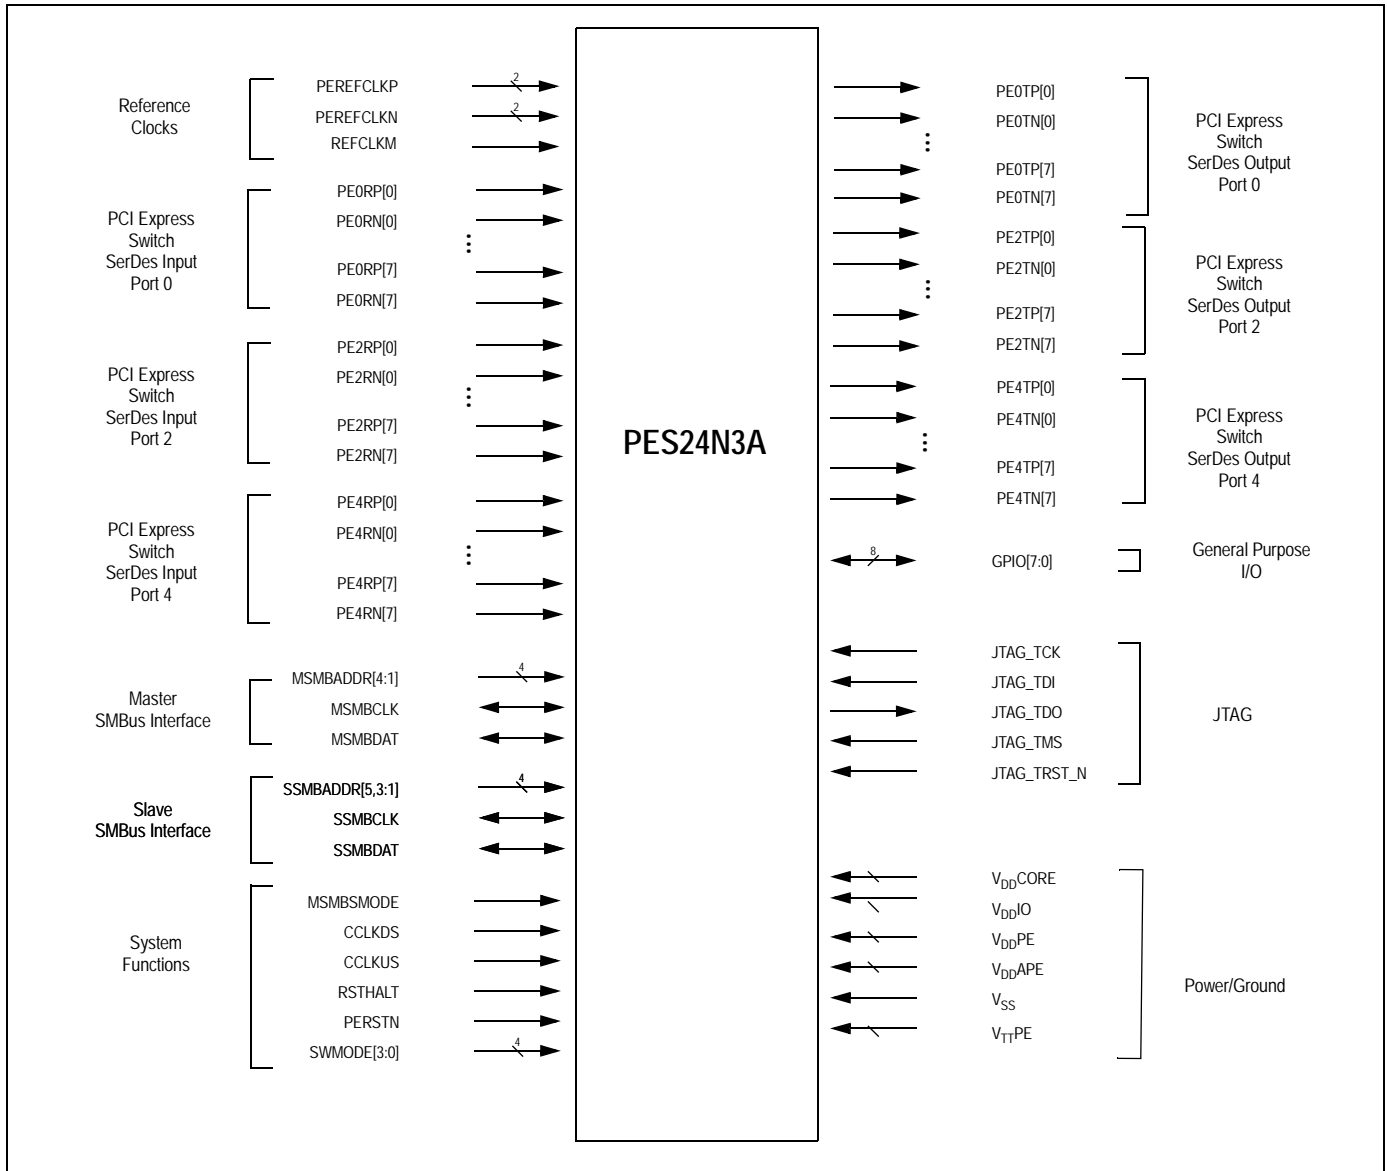 Reference
Clocks
PEREFCLKP
2
PEREFCLKN
2
REFCLKM
PCI Express
Switch
SerDes Input
Port 0
PE0RP[0]
PE0RN[0]
PE0RP[7]
PE0RN[7]
PCI Express
Switch
SerDes Input
Port 2
PE2RP[0]
PE2RN[0]
PE2RP[7]
PE2RN[7]
PCI Express
Switch
SerDes Input
Port 4
PE4RP[0]
PE4RN[0]
PE4RP[7]
PE4RN[7]
Master
SMBus Interface
MSMBADDR[4:1]
4
MSMBCLK
MSMBDAT
Slave
SMBus Interface
SSMBADDR[5,3:1]
4
SSMBCLK
SSMBDAT
System
Functions
MSMBSMODE
CCLKDS
CCLKUS
RSTHALT
PERSTN
SWMODE[3:0]
4
PES24N3A
PE0TP[0]
PE0TN[0]
PE0TP[7]
PE0TN[7]
PCI Express
Switch
SerDes Output
Port 0
PE2TP[0]
PE2TN[0]
PE2TP[7]
PE2TN[7]
PCI Express
Switch
SerDes Output
Port 2
PE4TP[0]
PE4TN[0]
PE4TP[7]
PE4TN[7]
PCI Express
Switch
SerDes Output
Port 4
8
GPIO[7:0]
General Purpose
I/O
JTAG_TCK
JTAG_TDI
JTAG_TDO
JTAG_TMS
JTAG_TRST_N
JTAG
VDDCORE
VDDIO
VDDPE
VDDAPE
VSS
VTTPE
Power/Ground